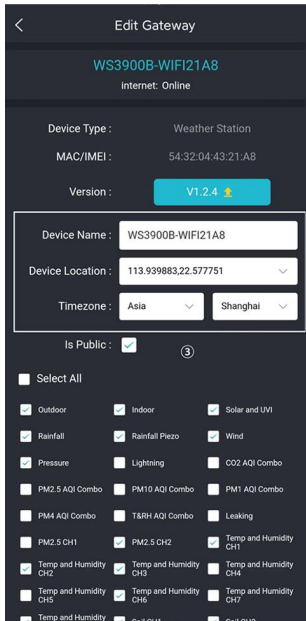 Edit Gateway
WS3900B-WIFI21A8
internet: Online
Device Type : Weather Station
MAC/IMEI : 54:32:04:43:21:A8
Version : V1.2.4
Device Name : WS3900B-WIFI21A8
Device Location : 113.939883,22.577751
Timezone : Asia Shanghai
Is Public :
③
Select All
Outdoor Indoor Solar and UVI
Rainfall Rainfall Piezo Wind
Pressure Lightning CO2 AQI Combo
PM2.5 AQI Combo PM10 AQI Combo PM1 AQI Combo
PM4 AQI Combo T&RH AQI Combo Leaking
PM2.5 CH1 PM2.5 CH2 Temp and Humidity CH1
Temp and Humidity CH2 Temp and Humidity CH3 Temp and Humidity CH4
Temp and Humidity CH5 Temp and Humidity CH6 Temp and Humidity CH7
Temp and Humidity